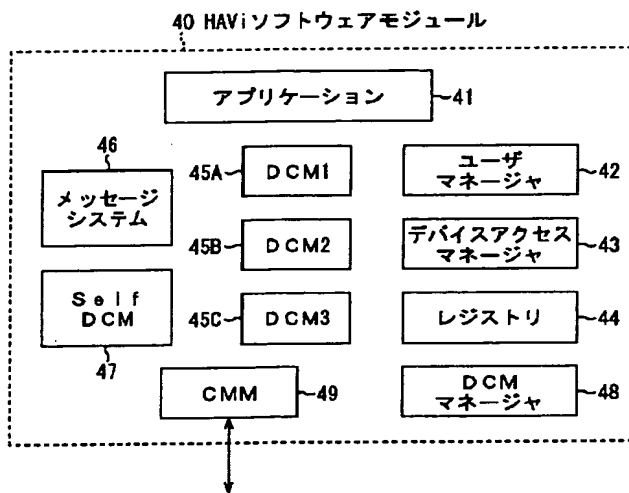 40 HAViソフトウェアモジュール
アプリケーション
41
46
メッセージ
システム
45A
DCM1
ユーザ
マネージャ
42
45B
DCM2
デバイスアクセス
マネージャ
43
Self
DCM
47
45C
DCM3
レジストリ
44
CMM
49
DCM
マネージャ
48